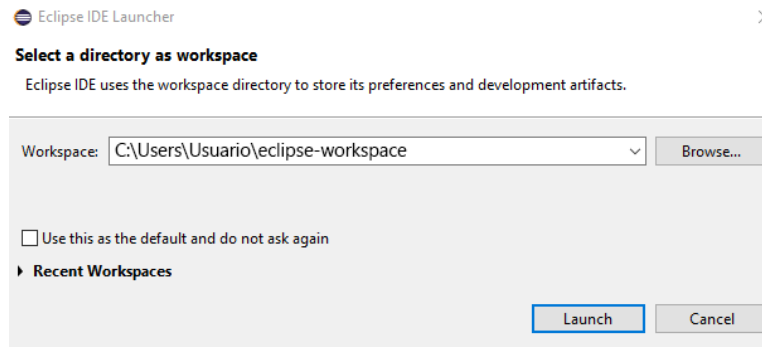 Eclipse IDE Launcher
Select a directory as workspace
Eclipse IDE uses the workspace directory to store its preferences and development artifacts.
Workspace: C:\Users\Usuario\eclipse-workspace Browse...
Use this as the default and do not ask again
Recent Workspaces
Launch Cancel